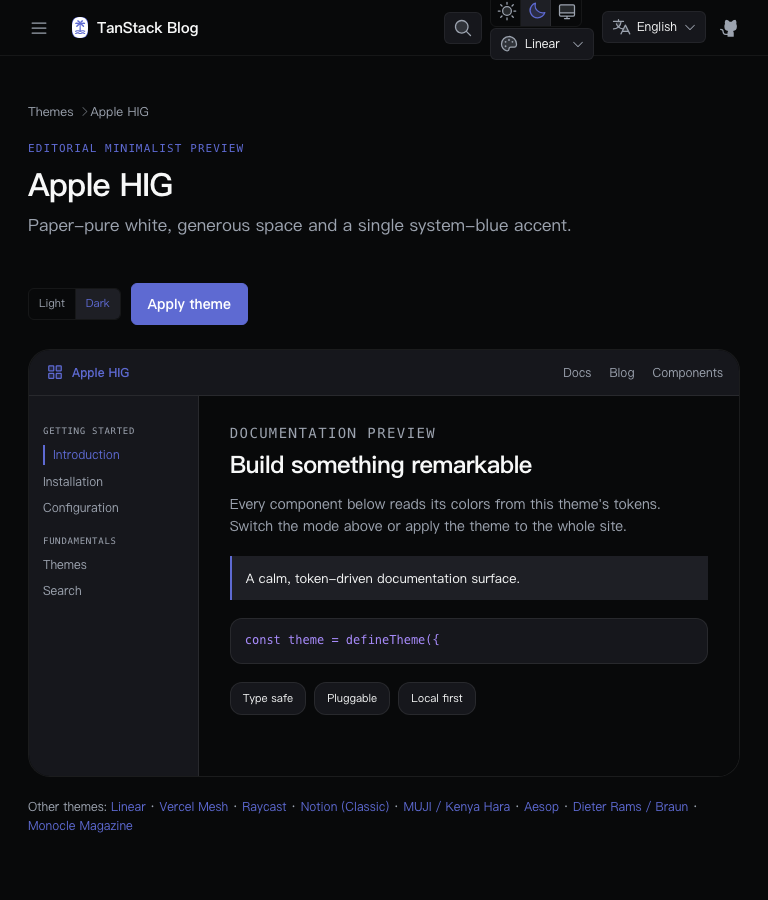 TanStack Blog
Linear
English
Themes
Apple HIG
EDITORIAL MINIMALIST PREVIEW
Apple HIG
Paper-pure white, generous space and a single system-blue accent.
Light
Dark
Apply theme
Apple HIG
Docs
Blog
Components
GETTING STARTED
Introduction
Installation
Configuration
FUNDAMENTALS
Themes
Search
DOCUMENTATION PREVIEW
Build something remarkable
Every component below reads its colors from this theme's tokens.
Switch the mode above or apply the theme to the whole site.
A calm, token-driven documentation surface.
const theme = defineTheme({
Type safe
Pluggable
Local first
Other themes: Linear · Vercel Mesh · Raycast · Notion (Classic) · MUJI / Kenya Hara · Aesop · Dieter Rams / Braun ·
Monocle Magazine